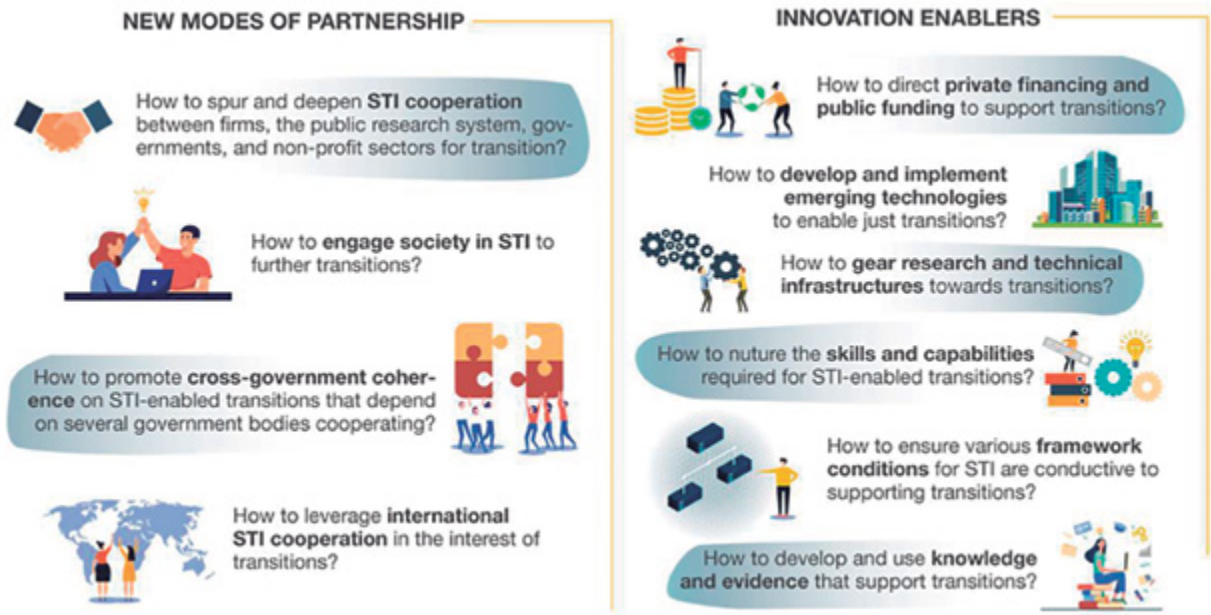 NEW MODES OF PARTNERSHIP
How to spur and deepen STI cooperation
between firms, the public research system, gov-
ernments, and non-profit sectors for transition?
How to engage society in STI to
further transitions?
How to promote cross-government coher-
ence on STI-enabled transitions that depend
on several government bodies cooperating?
How to leverage international
STI cooperation in the interest of
transitions?
INNOVATION ENABLERS
How to direct private financing and
public funding to support transitions?
How to develop and implement
emerging technologies
to enable just transitions?
How to gear research and technical
infrastructures towards transitions?
How to nuture the skills and capabilities
required for STI-enabled transitions?
How to ensure various framework
conditions for STI are conductive to
supporting transitions?
How to develop and use knowledge
and evidence that support transitions?